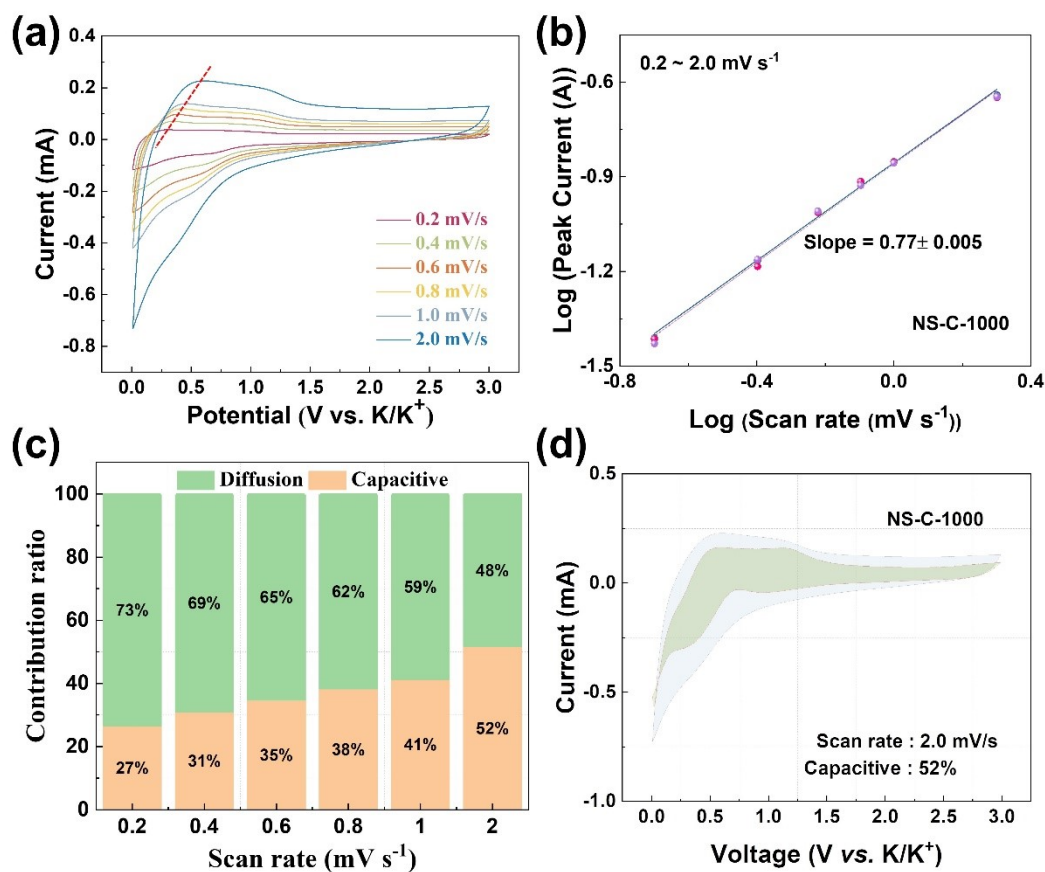 (a)
0.4
0.2
0.0
-0.2
-0.4
-0.6
-0.8
Current (mA)
0.2 mV/s
0.4 mV/s
0.6 mV/s
0.8 mV/s
1.0 mV/s
2.0 mV/s
0.0 0.5 1.0 1.5 2.0 2.5 3.0
Potential (V vs. K/K⁺)
(b)
0.2 ~ 2.0 mV s⁻¹
-0.6
-0.9
-1.2
-1.5
Log (Peak Current (A))
Slope = 0.77± 0.005
NS-C-1000
-0.8 -0.4 0.0 0.4
Log (Scan rate (mV s⁻¹))
(c)
Diffusion Capacitive
100
80
60
40
20
0
Contribution ratio
73% 69% 65% 62% 59% 48%
27% 31% 35% 38% 41% 52%
0.2 0.4 0.6 0.8 1 2
Scan rate (mV s⁻¹)
(d)
0.5
0.0
-0.5
-1.0
Current (mA)
NS-C-1000
Scan rate : 2.0 mV/s
Capacitive : 52%
0.0 0.5 1.0 1.5 2.0 2.5 3.0
Voltage (V vs. K/K⁺)